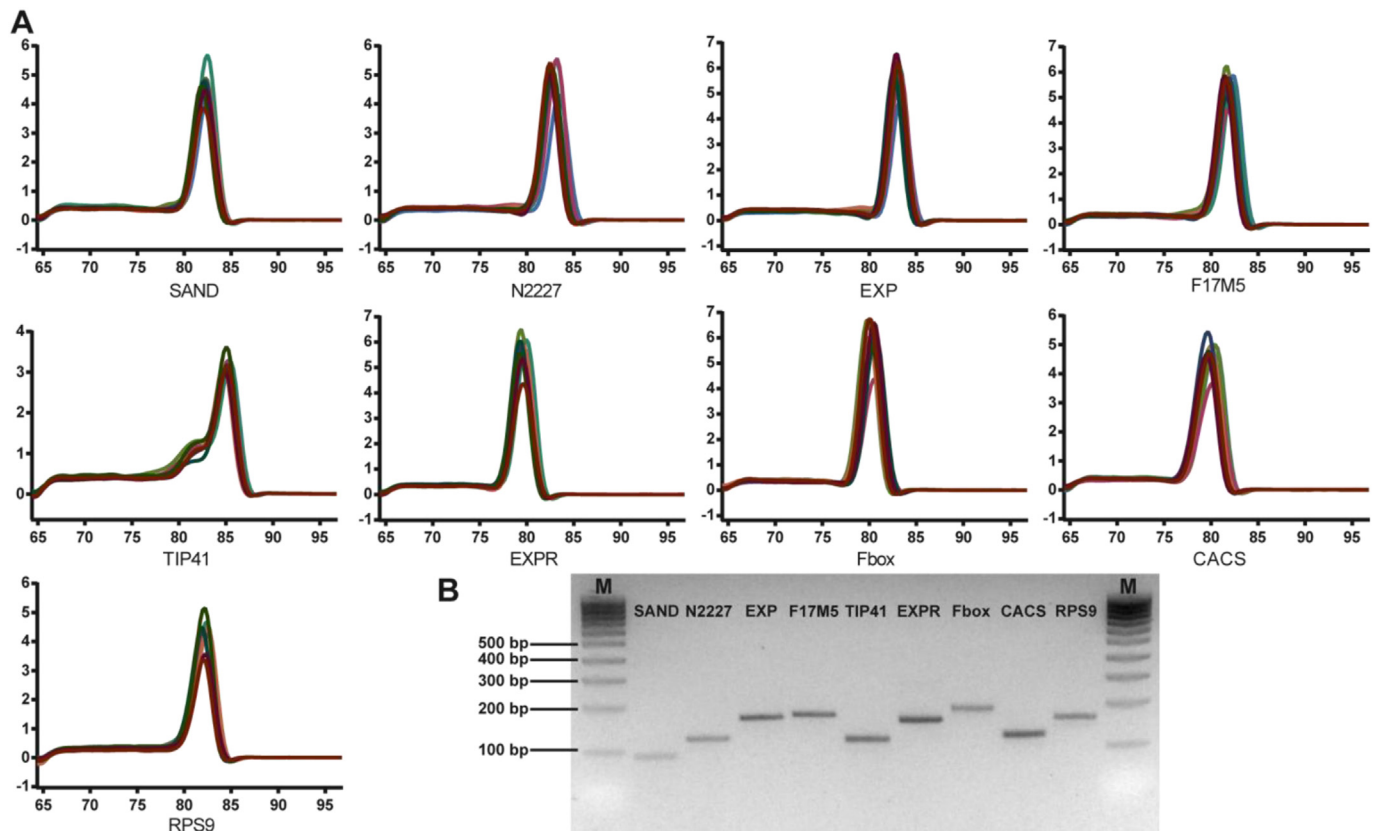 A
6 5 4 3 2 1 0 -1
65 70 75 80 85 90 95
SAND
6 5 4 3 2 1 0 -1
65 70 75 80 85 90 95
N2227
7 6 5 4 3 2 1 0 -1
65 70 75 80 85 90 95
EXP
7 6 5 4 3 2 1 0 -1
65 70 75 80 85 90 95
F17M5
4 3 2 1 0
65 70 75 80 85 90 95
TIP41
7 6 5 4 3 2 1 0 -1
65 70 75 80 85 90 95
EXPR
7 6 5 4 3 2 1 0 -1
65 70 75 80 85 90 95
Fbox
6 5 4 3 2 1 0 -1
65 70 75 80 85 90 95
CACS
6 5 4 3 2 1 0 -1
65 70 75 80 85 90 95
RPS9
B
M SAND N2227 EXP F17M5 TIP41 EXPR Fbox CACS RPS9 M
500 bp
400 bp
300 bp
200 bp
100 bp